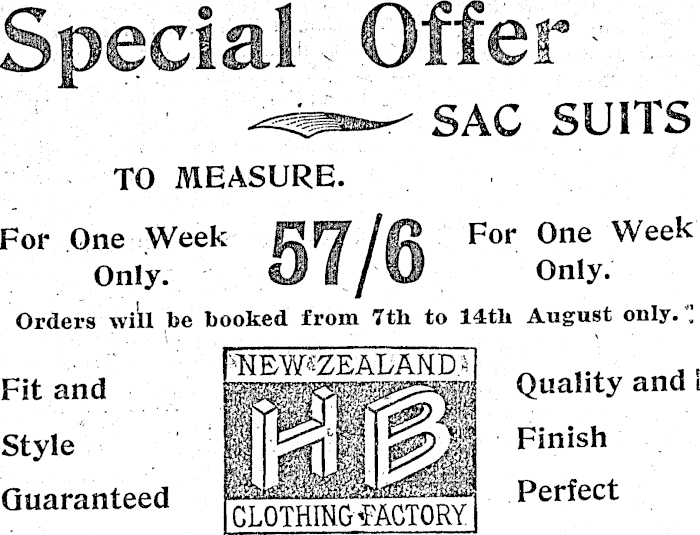 Special Offer
SAC SUITS
TO MEASURE.
For One Week
Only.
57/6
For One Week
Only.
Orders will be booked from 7th to 14th August only.
Fit and
Style
Guaranteed
NEW ZEALAND
HB
CLOTHING FACTORY
Quality and
Finish
Perfect